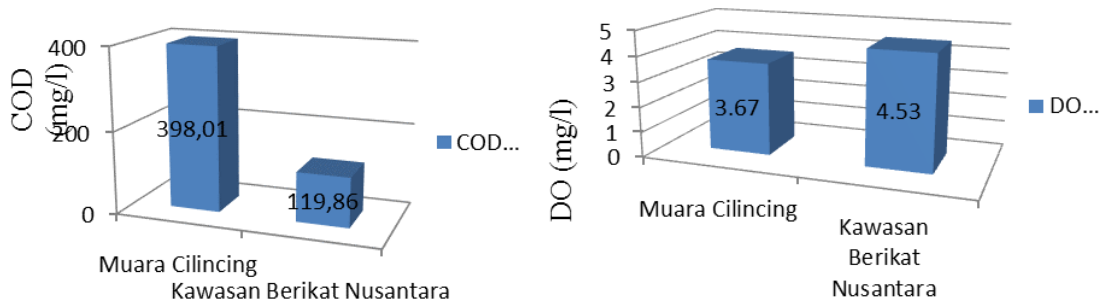 COD
(mg/l)
400
200
0
398,01
119,86
COD...
Muara Cilincing
Kawasan Berikat Nusantara
DO (mg/l)
5
4
3
2
1
0
3.67
4.53
DO...
Muara Cilincing
Kawasan
Berikat
Nusantara